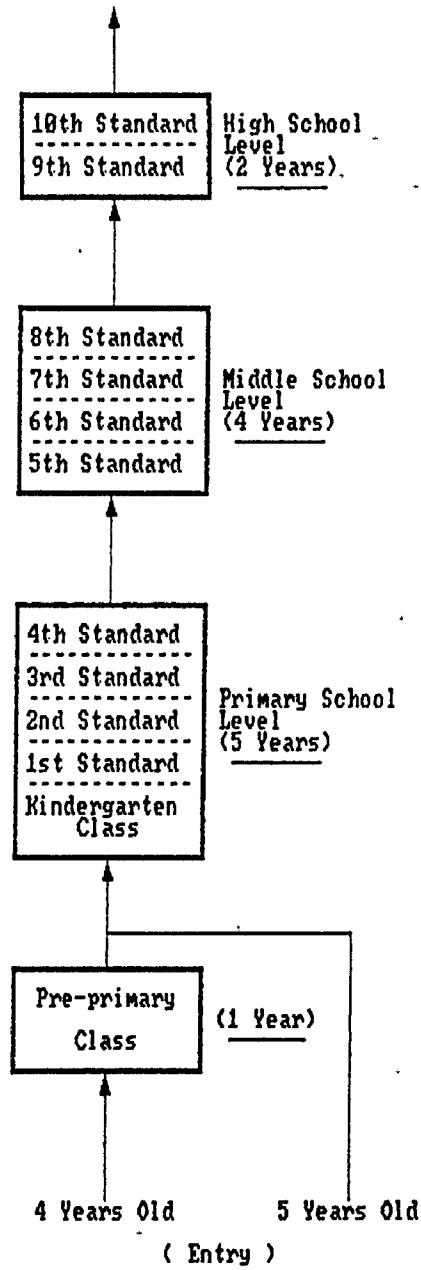 10th Standard
9th Standard
High School
Level
(2 Years)
8th Standard
7th Standard
6th Standard
5th Standard
Middle School
Level
(4 Years)
4th Standard
3rd Standard
2nd Standard
1st Standard
Kindergarten
Class
Primary School
Level
(5 Years)
Pre-primary
Class
(1 Year)
4 Years Old
5 Years Old
( Entry )